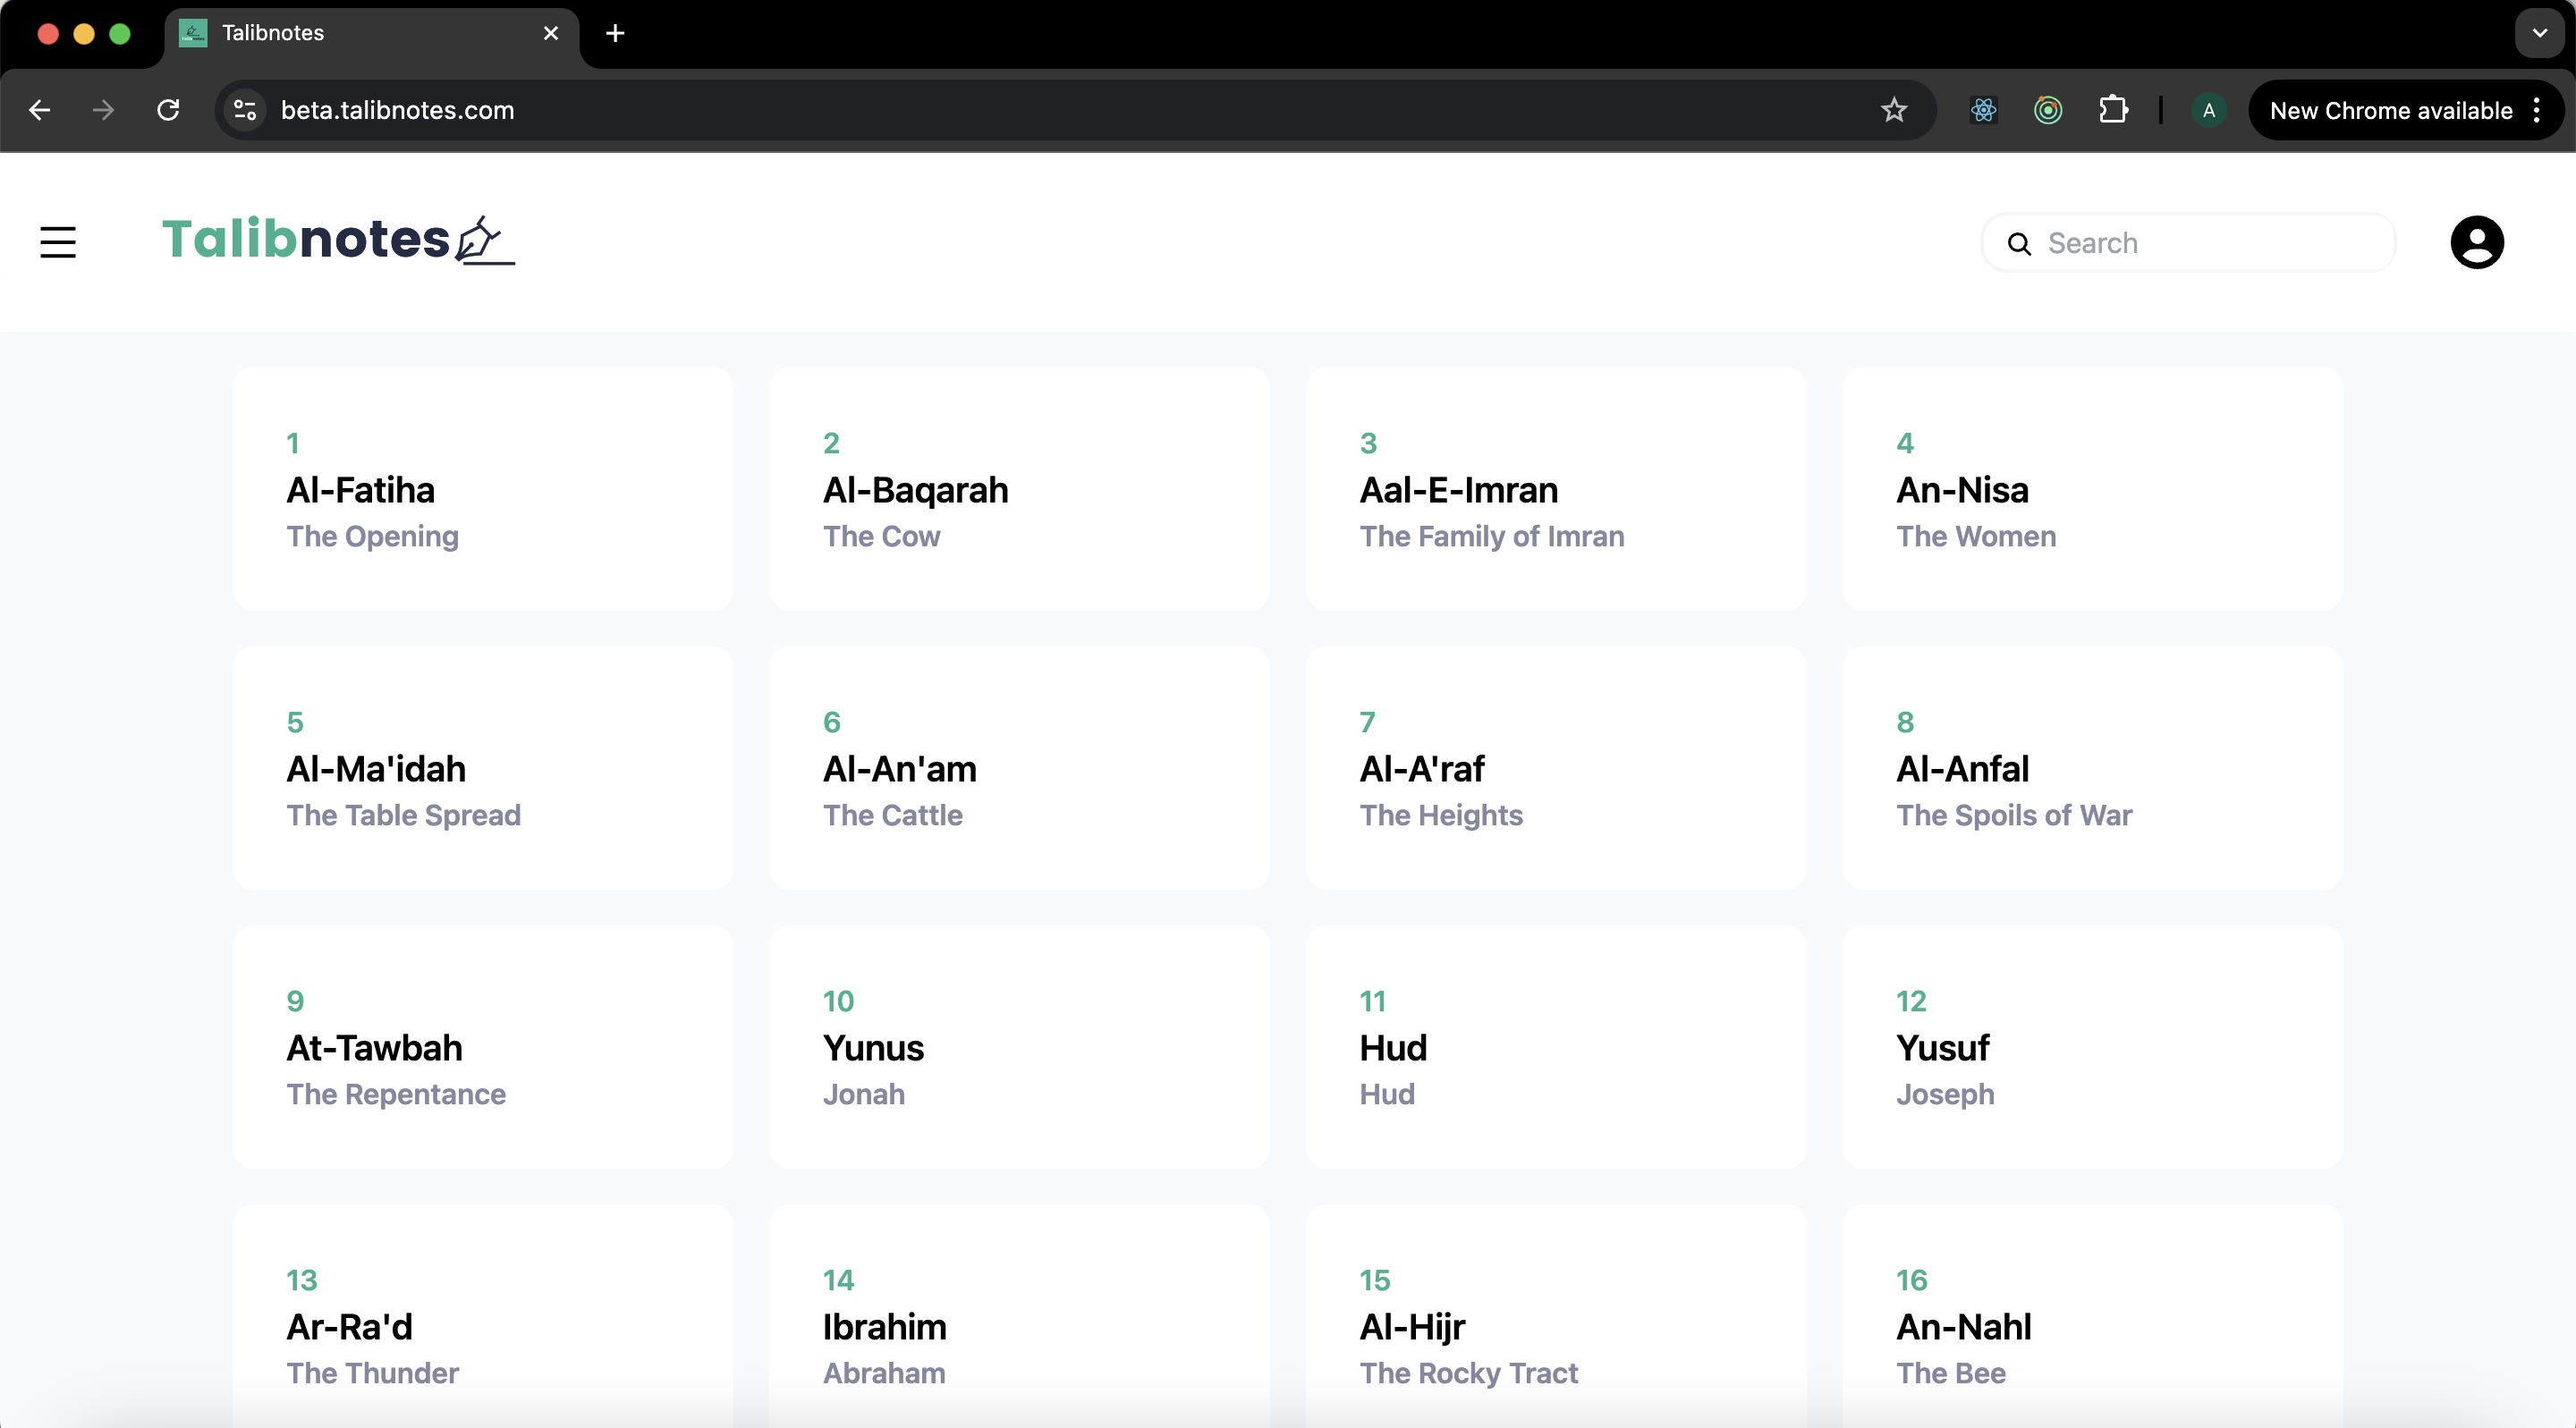 Talibnotes
beta.talibnotes.com
A
New Chrome available
Talibnotes
Search
1
Al-Fatiha
The Opening
2
Al-Baqarah
The Cow
3
Aal-E-Imran
The Family of Imran
4
An-Nisa
The Women
5
Al-Ma'idah
The Table Spread
6
Al-An'am
The Cattle
7
Al-A'raf
The Heights
8
Al-Anfal
The Spoils of War
9
At-Tawbah
The Repentance
10
Yunus
Jonah
11
Hud
Hud
12
Yusuf
Joseph
13
Ar-Ra'd
The Thunder
14
Ibrahim
Abraham
15
Al-Hijr
The Rocky Tract
16
An-Nahl
The Bee